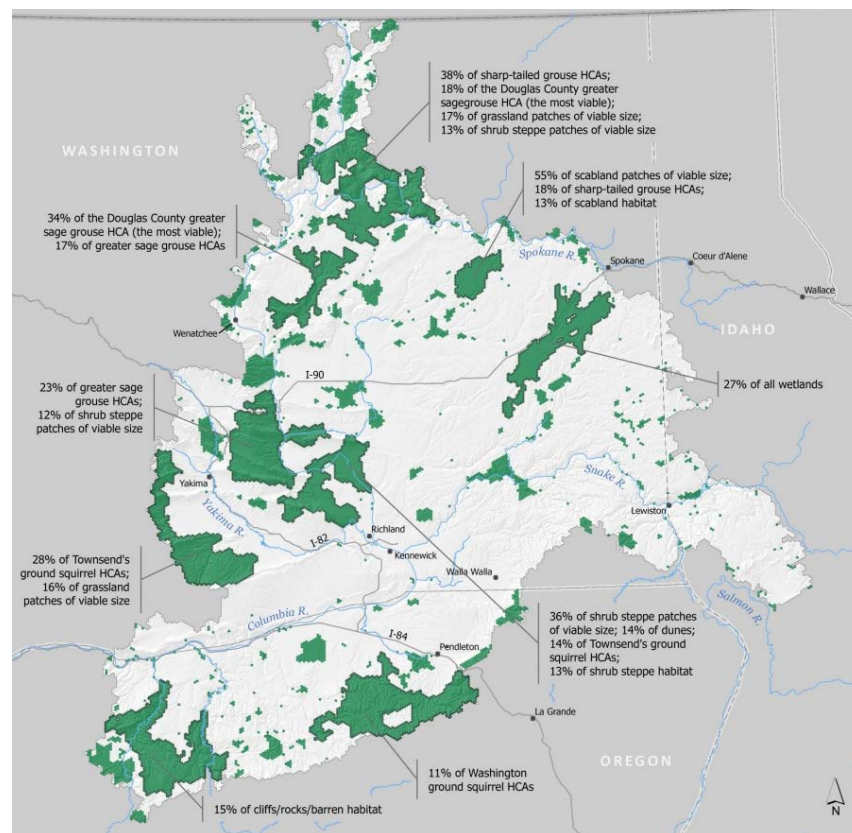 38% of sharp-tailed grouse HCAs;
18% of the Douglas County greater
sagegrouse HCA (the most viable);
17% of grassland patches of viable size;
13% of shrub steppe patches of viable size
WASHINGTON
55% of scabland patches of viable size;
18% of sharp-tailed grouse HCAs;
13% of scabland habitat
34% of the Douglas County greater
sage grouse HCA (the most viable);
17% of greater sage grouse HCAs
Spokane R.
Spokane
Coeur d'Alene
Wallace
IDAHO
Wenatchee
I-90
27% of all wetlands
23% of greater sage
grouse HCAs;
12% of shrub steppe
patches of viable size
Yakima
Yakima R.
Snake R.
Lewiston
Richland
I-82
Kennewick
28% of Townsend's
ground squirrel HCAs;
16% of grassland
patches of viable size
Walla Walla
Salmon R.
Columbia R.
I-84
36% of shrub steppe patches
of viable size; 14% of dunes;
14% of Townsend's ground
squirrel HCAs;
13% of shrub steppe habitat
Pendleton
La Grande
OREGON
11% of Washington
ground squirrel HCAs
15% of cliffs/rocks/barren habitat
N